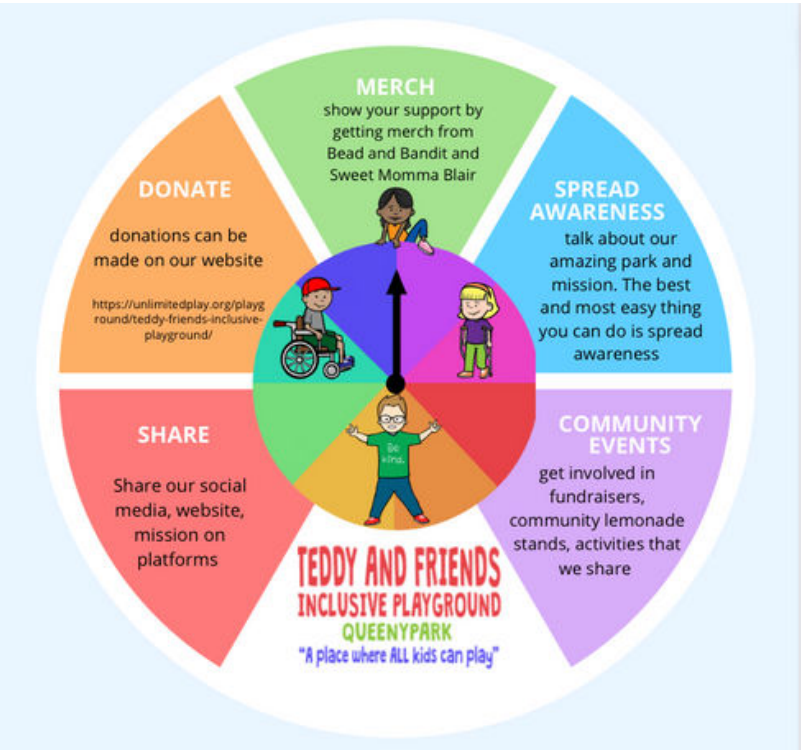 MERCH
show your support by
getting merch from
Bead and Bandit and
Sweet Momma Blair
DONATE
donations can be
made on our website
https://unlimitedplay.org/playg
round/teddy-friends-inclusive-
playground/
SPREAD
AWARENESS
talk about our
amazing park and
mission. The best
and most easy thing
you can do is spread
awareness
SHARE
Share our social
media, website,
mission on
platforms
COMMUNITY
EVENTS
get involved in
fundraisers,
community lemonade
stands, activities that
we share
Be
kind.
TEDDY AND FRIENDS
INCLUSIVE PLAYGROUND
QUEENYPARK
"A place where ALL kids can play"